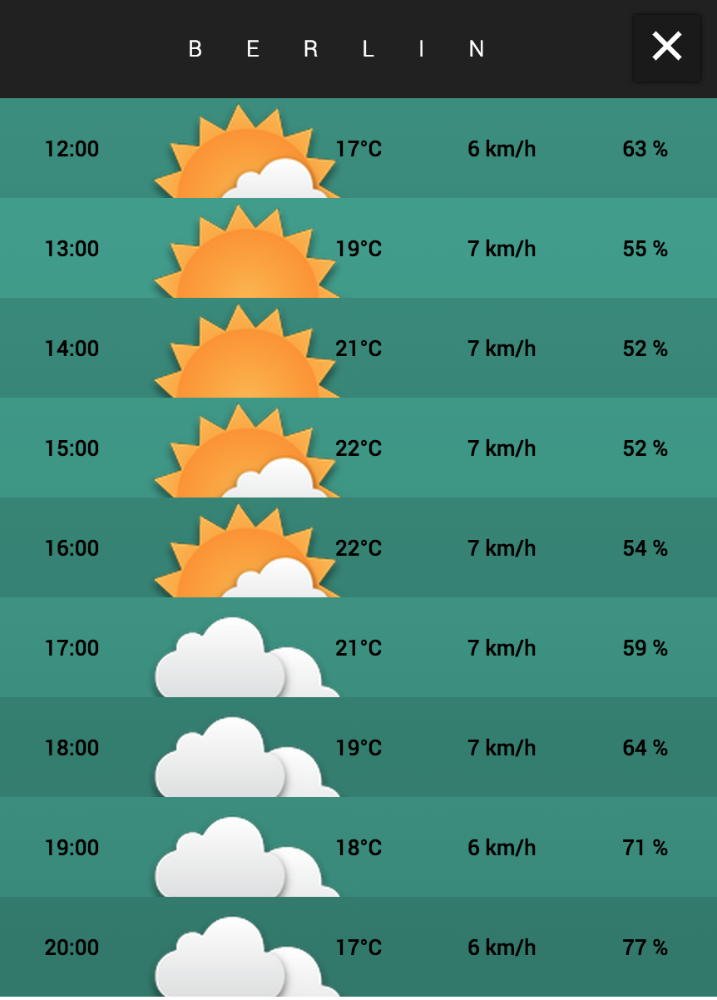 B E R L I N
12:00 17°C 6 km/h 63 %
13:00 19°C 7 km/h 55 %
14:00 21°C 7 km/h 52 %
15:00 22°C 7 km/h 52 %
16:00 22°C 7 km/h 54 %
17:00 21°C 7 km/h 59 %
18:00 19°C 7 km/h 64 %
19:00 18°C 6 km/h 71 %
20:00 17°C 6 km/h 77 %